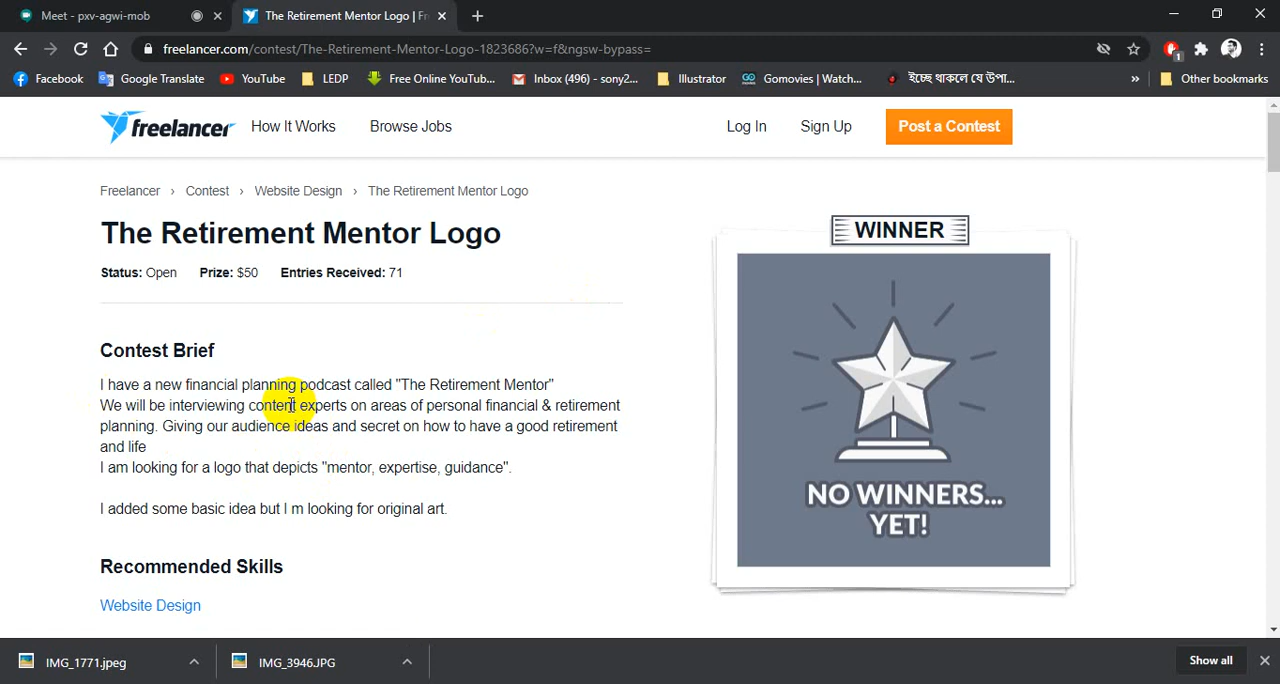 Meet - pxv-agwi-mob
The Retirement Mentor Logo | Fr
freelancer.com/contest/The-Retirement-Mentor-Logo-1823686?w=f&ngsw-bypass=
1
Facebook Google Translate YouTube LEDP Free Online YouTub... Inbox (496) - sony2... Illustrator Gomovies | Watch... ইচ্ছে থাকলে যে উপা... » Other bookmarks
freelancer How It Works Browse Jobs Log In Sign Up Post a Contest
Freelancer › Contest › Website Design › The Retirement Mentor Logo
The Retirement Mentor Logo
Status: Open Prize: $50 Entries Received: 71
Contest Brief
I have a new financial planning podcast called "The Retirement Mentor"
We will be interviewing content experts on areas of personal financial & retirement
planning. Giving our audience ideas and secret on how to have a good retirement
and life
I am looking for a logo that depicts "mentor, expertise, guidance".
I added some basic idea but I m looking for original art.
Recommended Skills
Website Design
WINNER
NO WINNERS...
YET!
IMG_1771.jpeg IMG_3946.JPG Show all